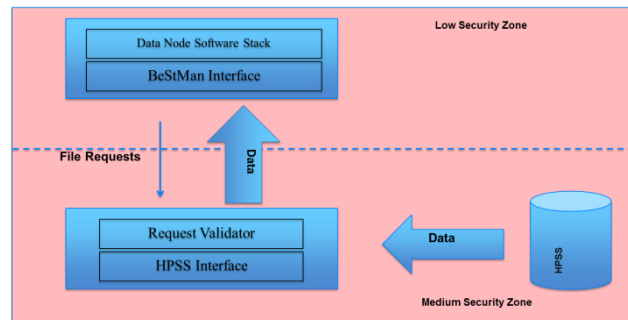 Low Security Zone
Data Node Software Stack
BeStMan Interface
File Requests
Data
Request Validator
HPSS Interface
Data
HPSS
Medium Security Zone